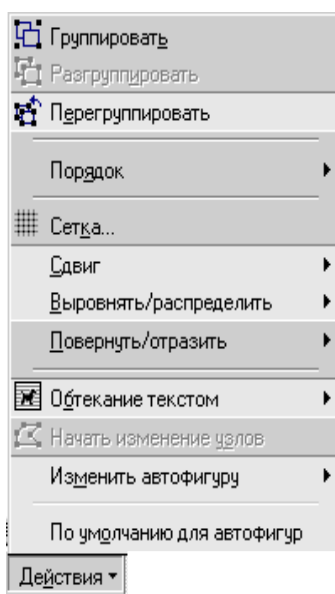 Группировать
Разгруппировать
Перегруппировать
Порядок
Сетка...
Сдвиг
Выровнять/распределить
Повернуть/отразить
Обтекание текстом
Начать изменение узлов
Изменить автофигуру
По умолчанию для автофигур
Действия